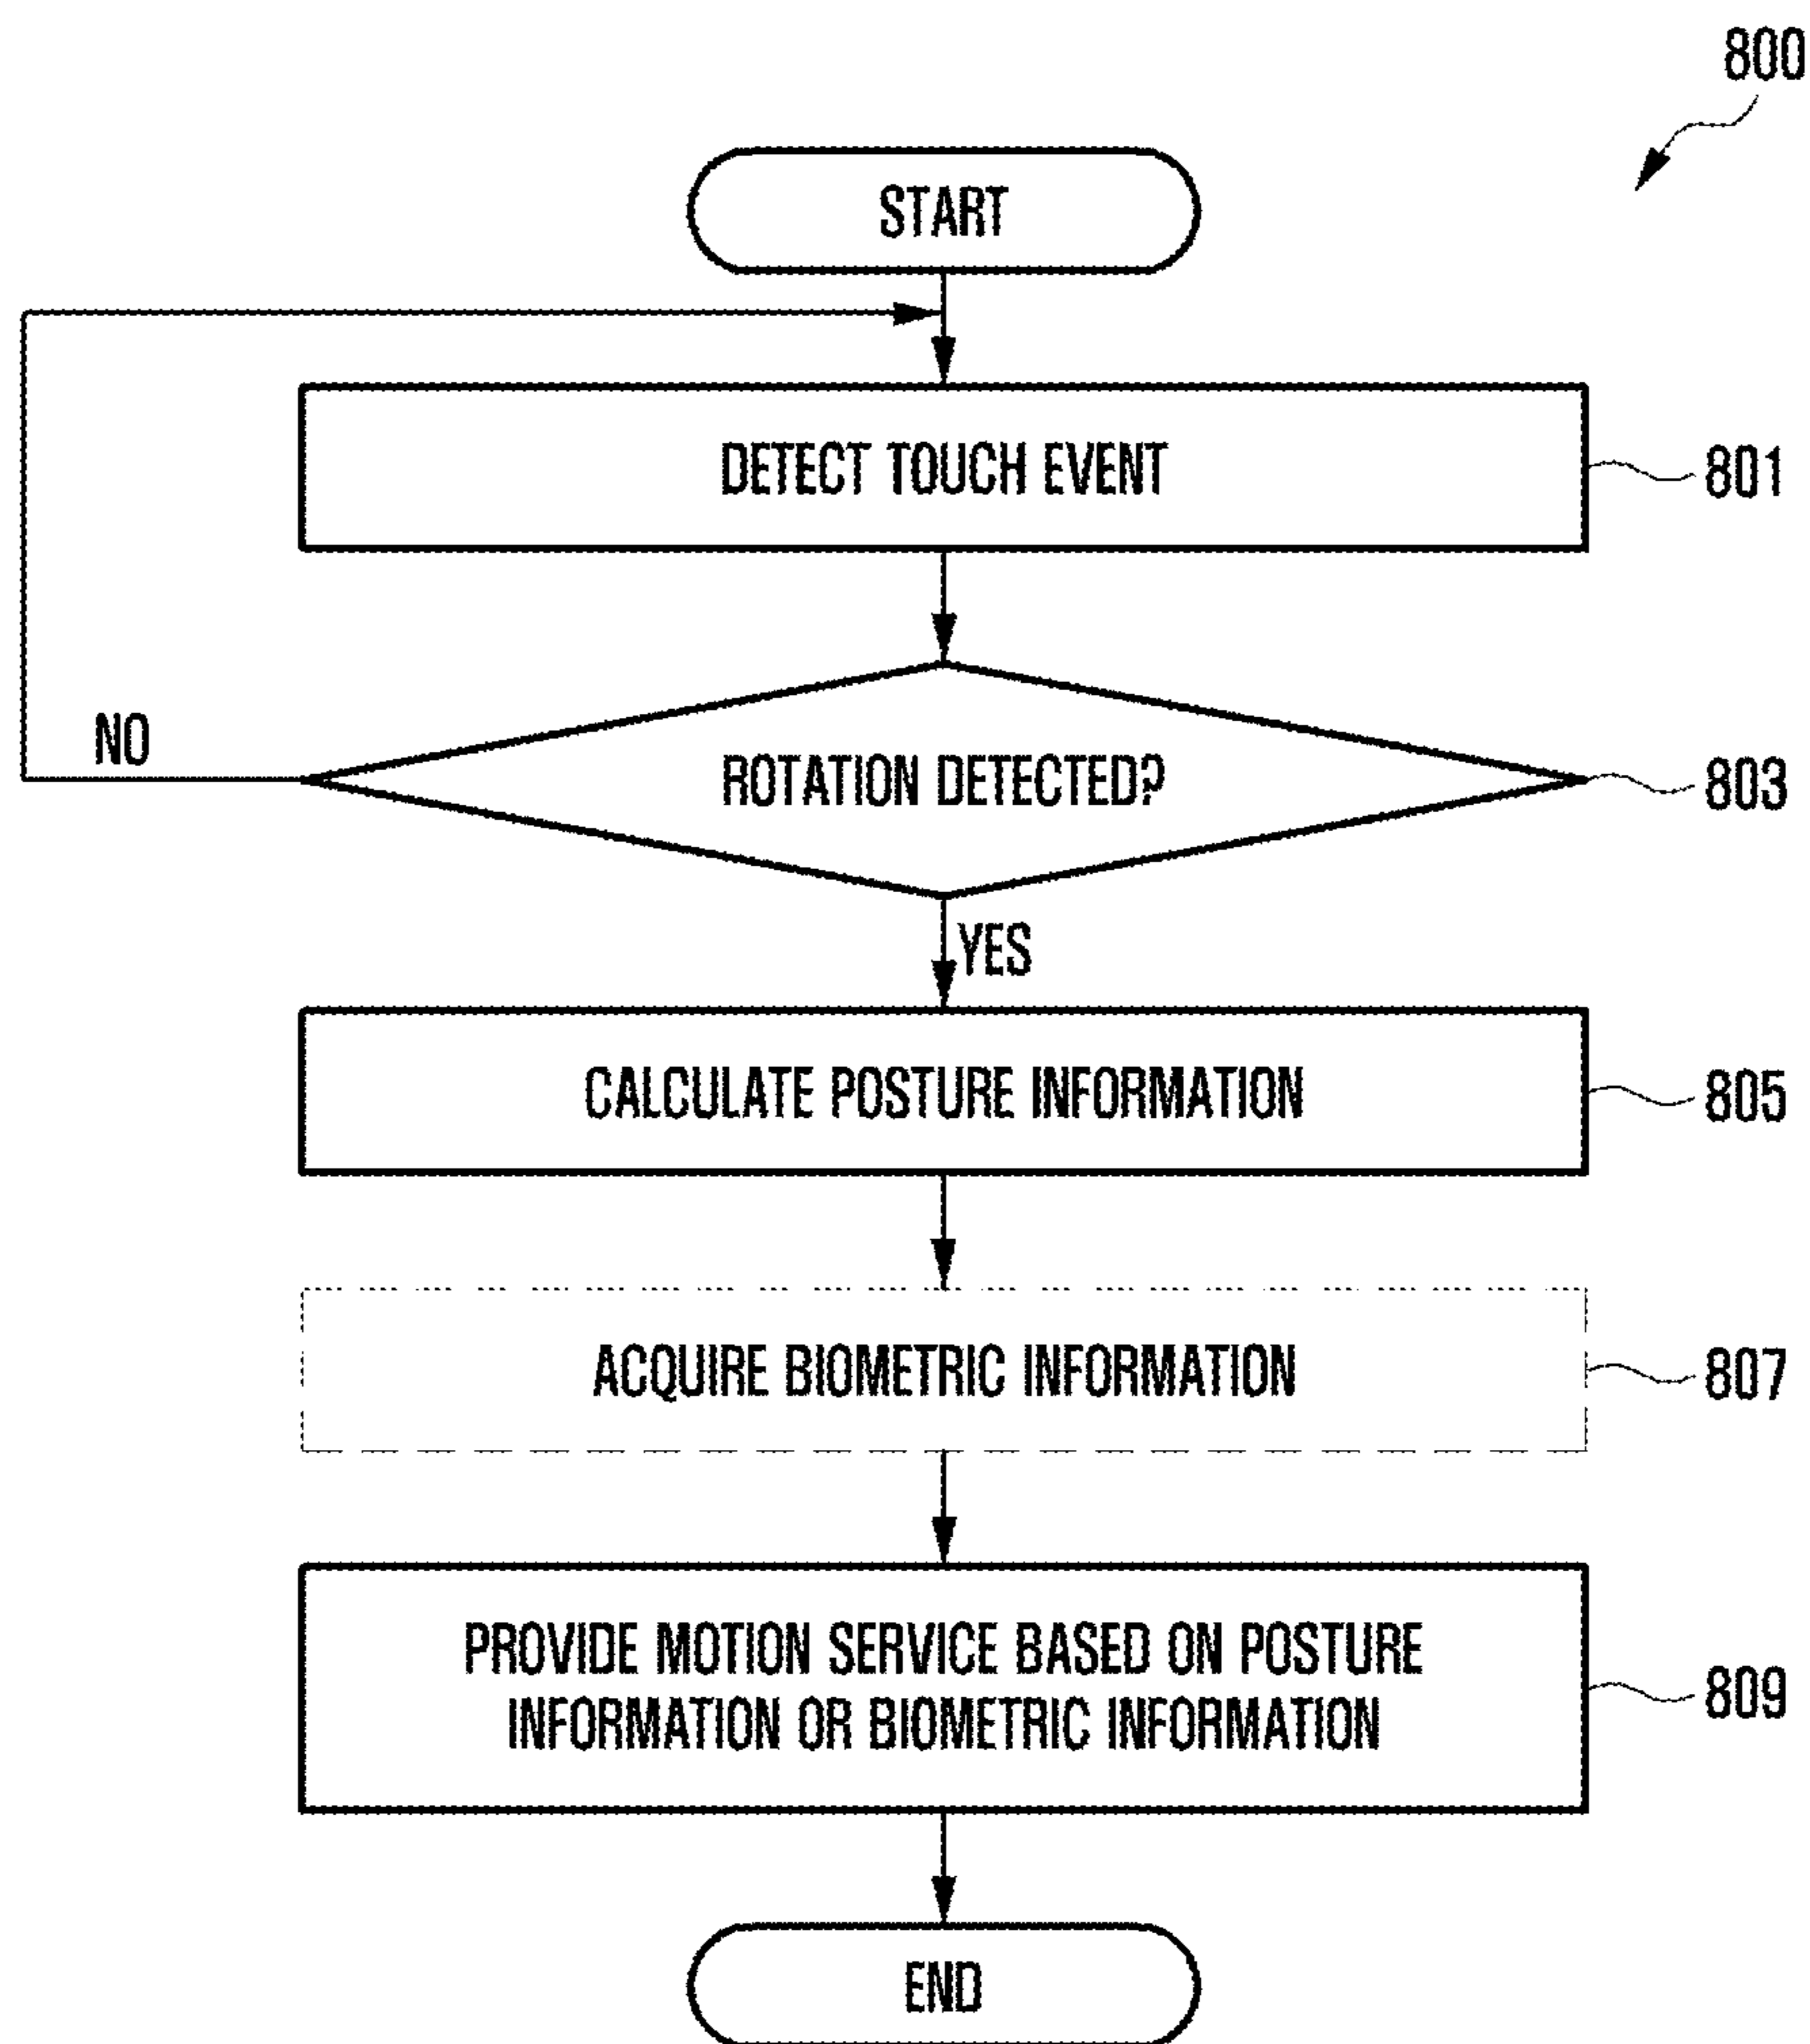 800
START
DETECT TOUCH EVENT
801
NO
ROTATION DETECTED?
803
YES
CALCULATE POSTURE INFORMATION
805
ACQUIRE BIOMETRIC INFORMATION
807
PROVIDE MOTION SERVICE BASED ON POSTURE
INFORMATION OR BIOMETRIC INFORMATION
809
END